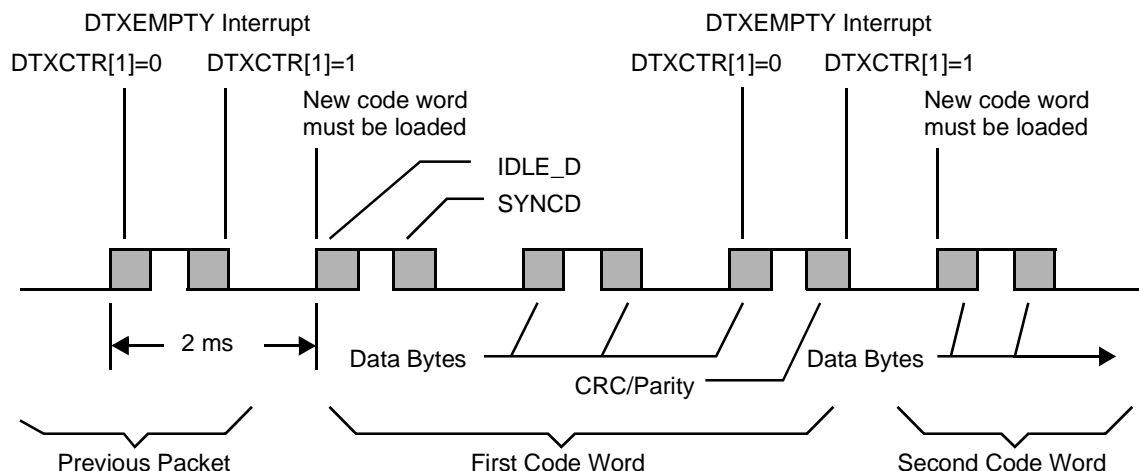 DTXEMPTY Interrupt
DTXEMPTY Interrupt
DTXCTR[1]=0
DTXCTR[1]=1
DTXCTR[1]=0
DTXCTR[1]=1
New code word
must be loaded
New code word
must be loaded
IDLE_D
SYNCD
2 ms
Data Bytes
Data Bytes
CRC/Parity
Previous Packet
First Code Word
Second Code Word